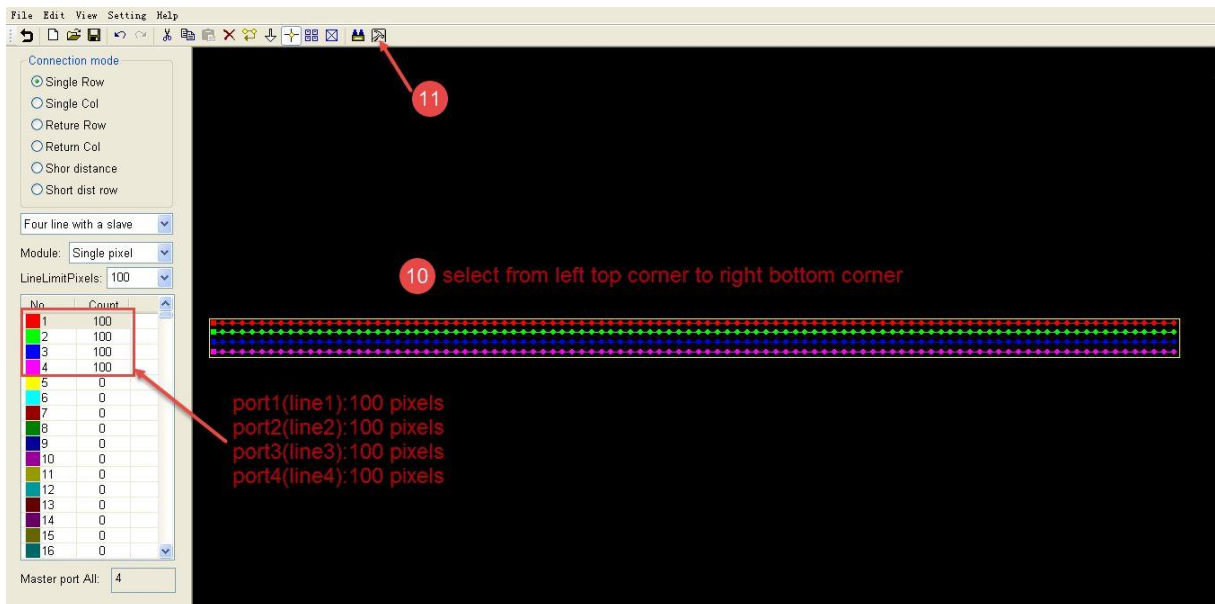 File Edit View Setting Help
Connection mode
Single Row
Single Col
Reture Row
Return Col
Shor distance
Short dist row
Four line with a slave
Module: Single pixel
LineLimitPixels: 100
No Count
1 100
2 100
3 100
4 100
5 0
6 0
7 0
8 0
9 0
10 0
11 0
12 0
13 0
14 0
15 0
16 0
Master port All: 4
11
10 select from left top corner to right bottom corner
port1(line1):100 pixels
port2(line2):100 pixels
port3(line3):100 pixels
port4(line4):100 pixels